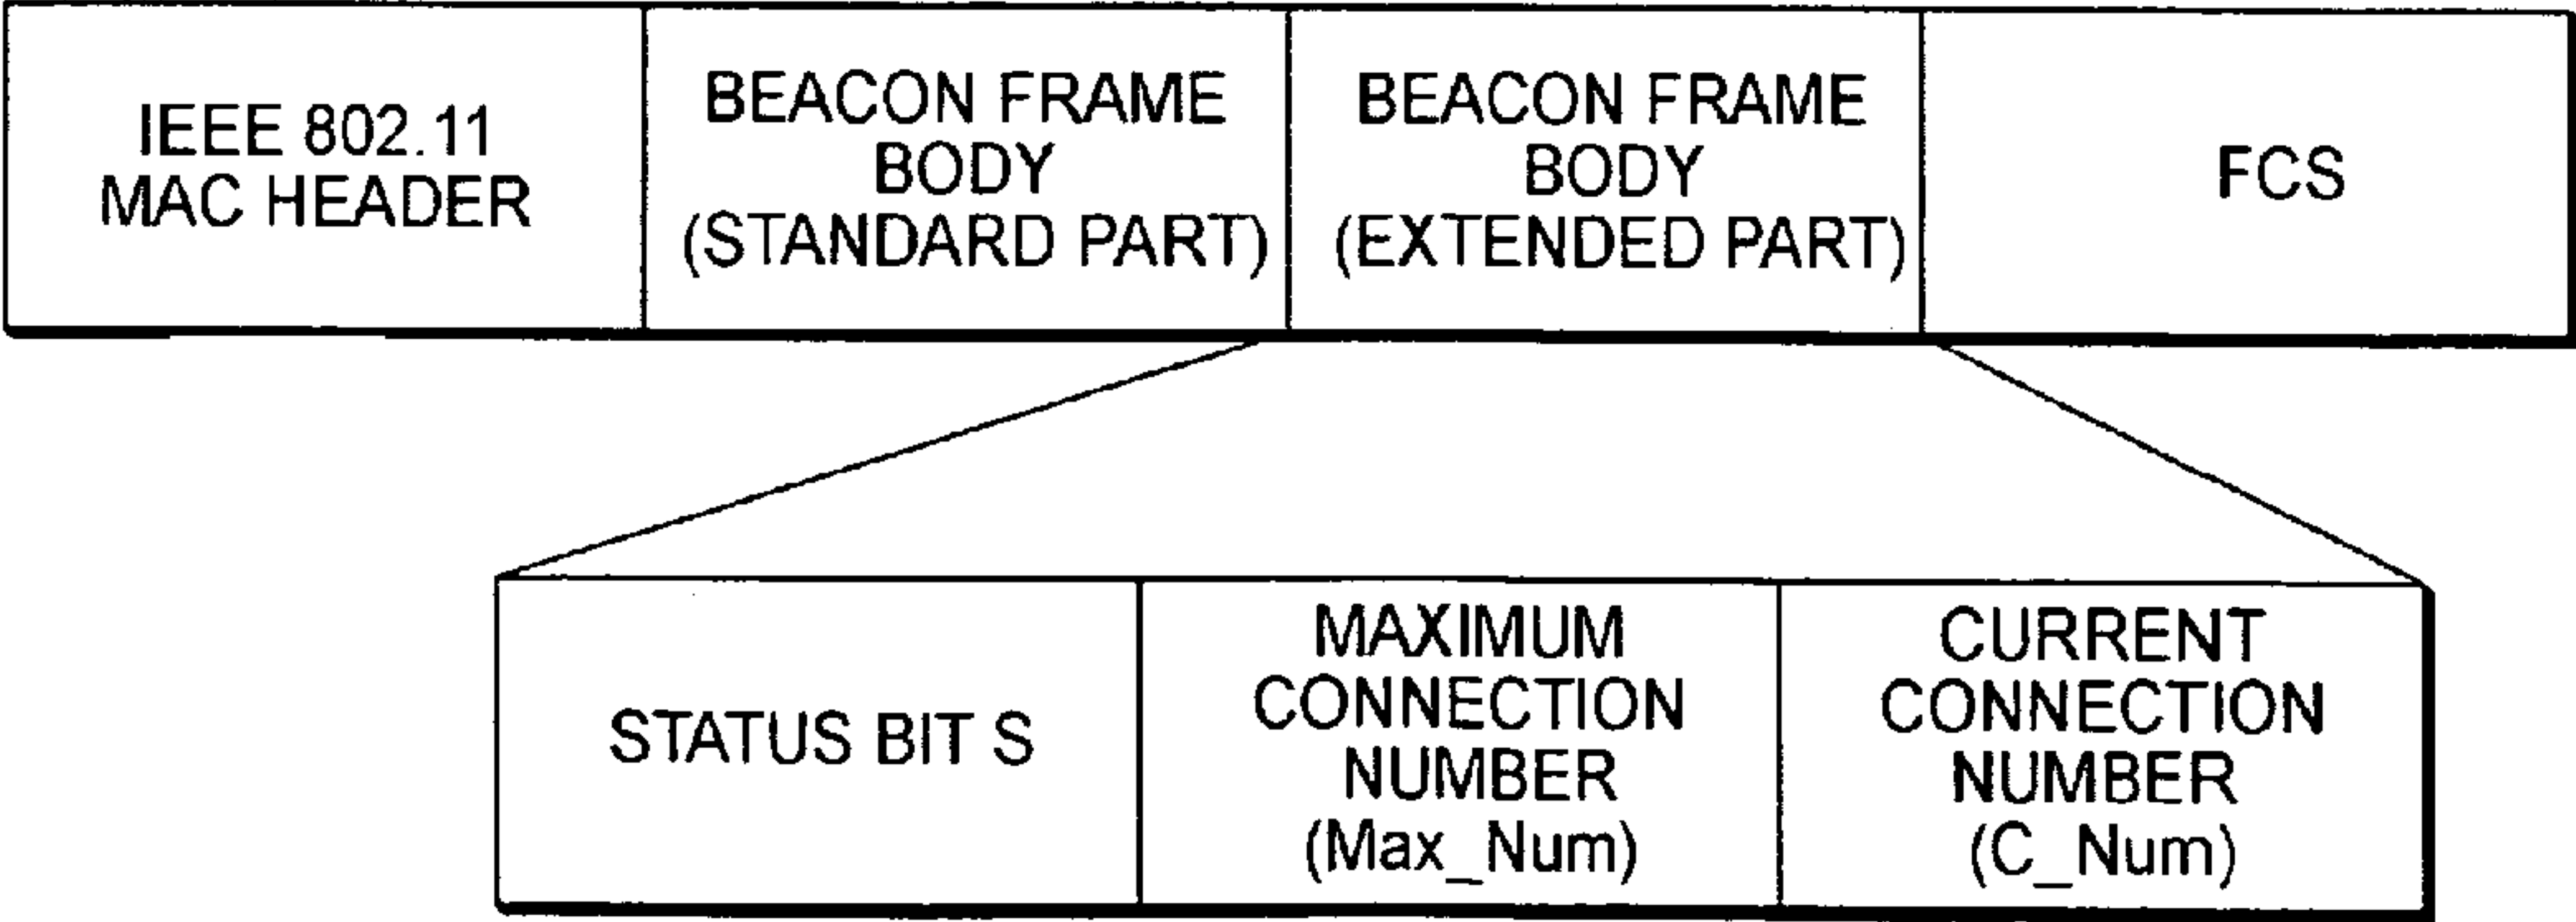 IEEE 802.11
MAC HEADER
BEACON FRAME
BODY
(STANDARD PART)
BEACON FRAME
BODY
(EXTENDED PART)
FCS
STATUS BIT S
MAXIMUM
CONNECTION
NUMBER
(Max_Num)
CURRENT
CONNECTION
NUMBER
(C_Num)